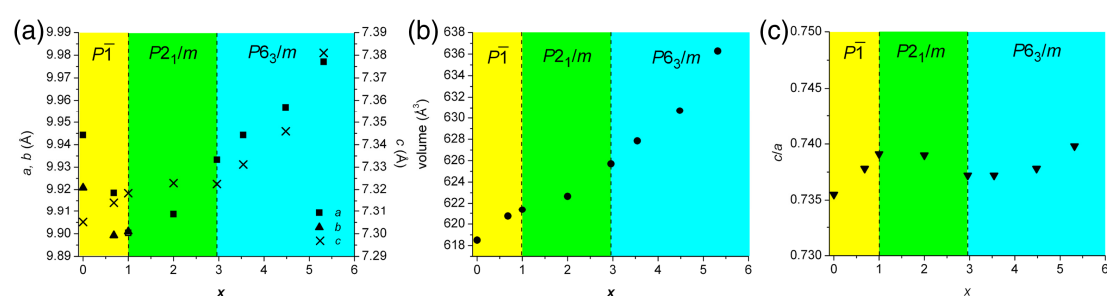 (a)
9.99
9.98
9.97
9.96
9.95
9.94
9.93
9.92
9.91
9.90
9.89
a, b (Å)
P1̅
P2₁/m
P6₃/m
a
b
c
0 1 2 3 4 5 6
x
7.39
7.38
7.37
7.36
7.35
7.34
7.33
7.32
7.31
7.30
7.29
c (Å)
(b)
638
636
634
632
630
628
626
624
622
620
618
volume (Å³)
P1̅
P2₁/m
P6₃/m
0 1 2 3 4 5 6
x
(c)
0.750
0.745
0.740
0.735
0.730
c/a
P1̅
P2₁/m
P6₃/m
0 1 2 3 4 5 6
x